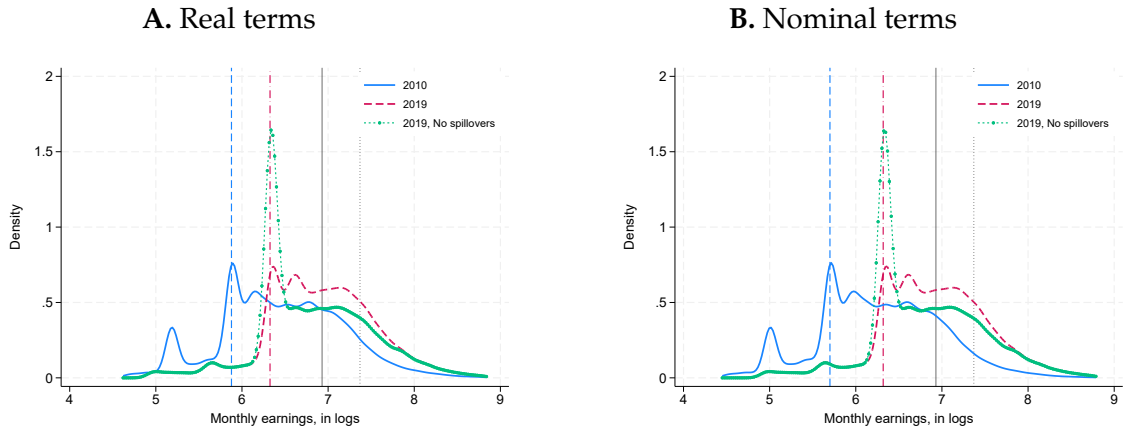 A. Real terms
2
1.5
1
.5
0
Density
4 5 6 7 8 9
Monthly earnings, in logs
2010
2019
2019, No spillovers
B. Nominal terms
2
1.5
1
.5
0
Density
4 5 6 7 8 9
Monthly earnings, in logs
2010
2019
2019, No spillovers